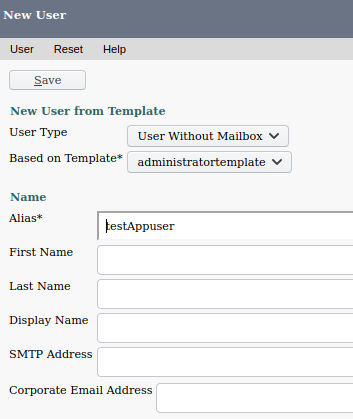 New User
User Reset Help
Save
New User from Template
User Type User Without Mailbox
Based on Template* administratortemplate
Name
Alias* testAppuser
First Name
Last Name
Display Name
SMTP Address
Corporate Email Address